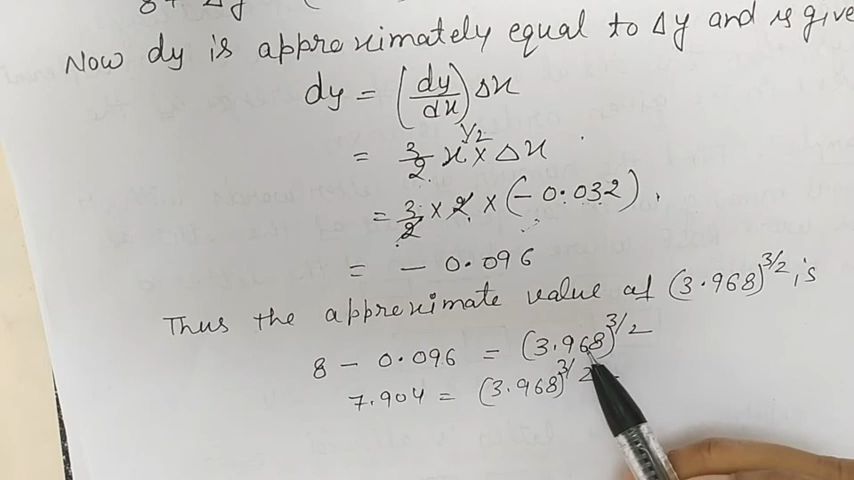 8 + Δy (
Now dy is approximately equal to Δy and is give
dy = (dy/dx) Δx
= 3/2 x^1/2 × Δx
= 3/2 × 2 × (- 0.032).
= - 0.096
Thus the approximate value of (3.968)^3/2 is
8 - 0.096 = (3.968)^3/2
7.904 = (3.968)^3/2